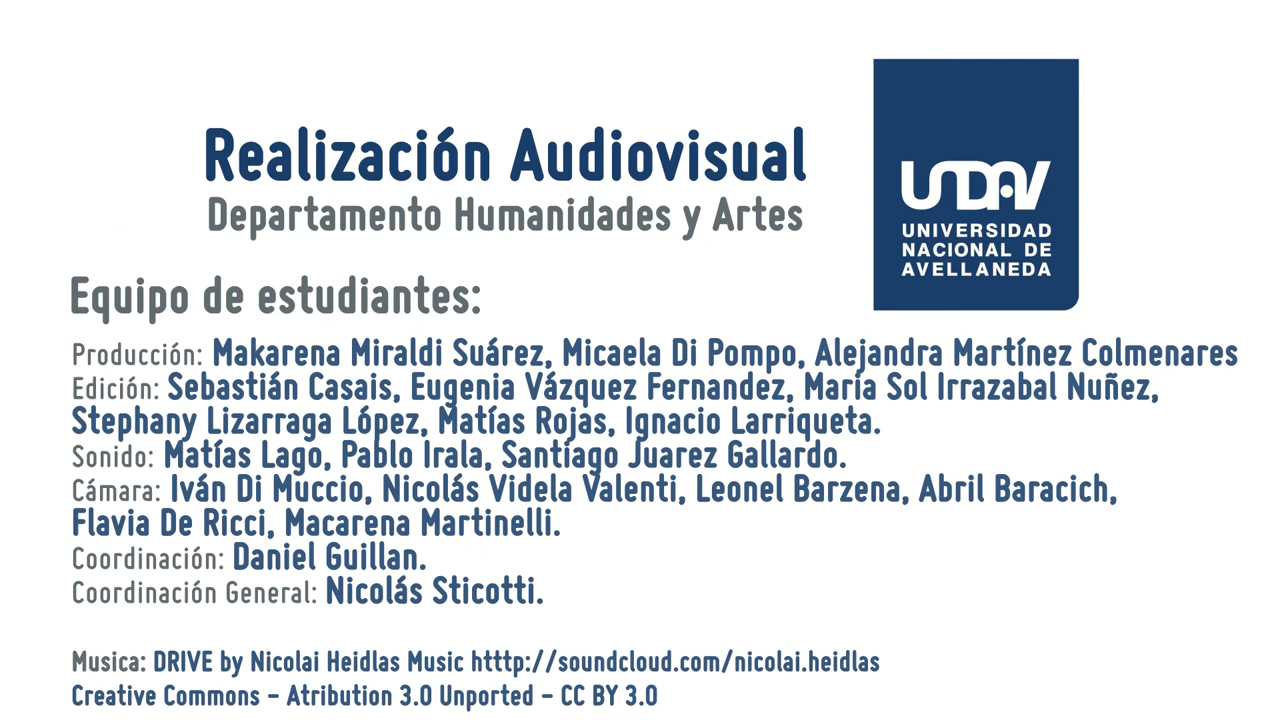 Realización Audiovisual
Departamento Humanidades y Artes
UNDAV
UNIVERSIDAD
NACIONAL DE
AVELLANEDA
Equipo de estudiantes:
Producción: Makarena Miraldi Suárez, Micaela Di Pompo, Alejandra Martínez Colmenares
Edición: Sebastián Casais, Eugenia Vázquez Fernandez, Maria Sol Irrazabal Nuñez,
Stephany Lizarraga López, Matías Rojas, Ignacio Larriqueta.
Sonido: Matías Lago, Pablo Irala, Santiago Juarez Gallardo.
Cámara: Iván Di Muccio, Nicolás Videla Valenti, Leonel Barzena, Abril Baracich,
Flavia De Ricci, Macarena Martinelli.
Coordinación: Daniel Guillan.
Coordinación General: Nicolás Sticotti.
Musica: DRIVE by Nicolai Heidlas Music htttp://soundcloud.com/nicolai.heidlas
Creative Commons - Atribution 3.0 Unported - CC BY 3.0